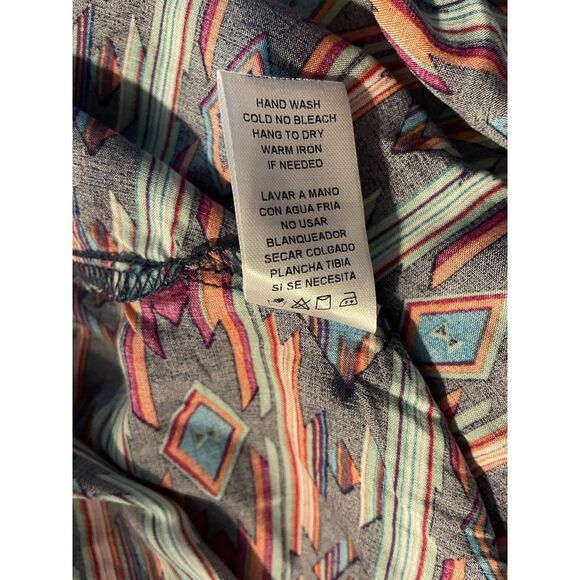 HAND WASH
COLD NO BLEACH
HANG TO DRY
WARM IRON
IF NEEDED
LAVAR A MANO
CON AGUA FRIA
NO USAR
BLANQUEADOR
SECAR COLGADO
PLANCHA TIBIA
SI SE NECESITA